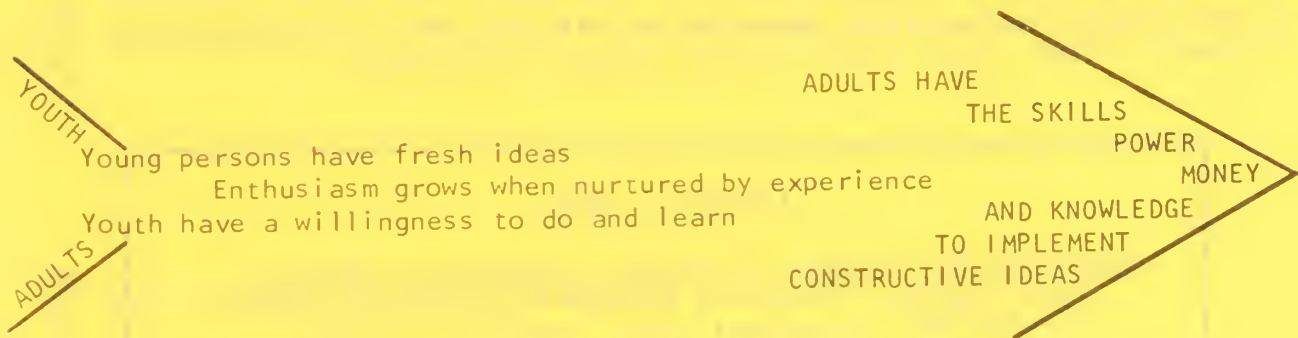 YOUTH
Young persons have fresh ideas
Enthusiasm grows when nurtured by experience
Youth have a willingness to do and learn
ADULTS
ADULTS HAVE
THE SKILLS
POWER
MONEY
AND KNOWLEDGE
TO IMPLEMENT
CONSTRUCTIVE IDEAS